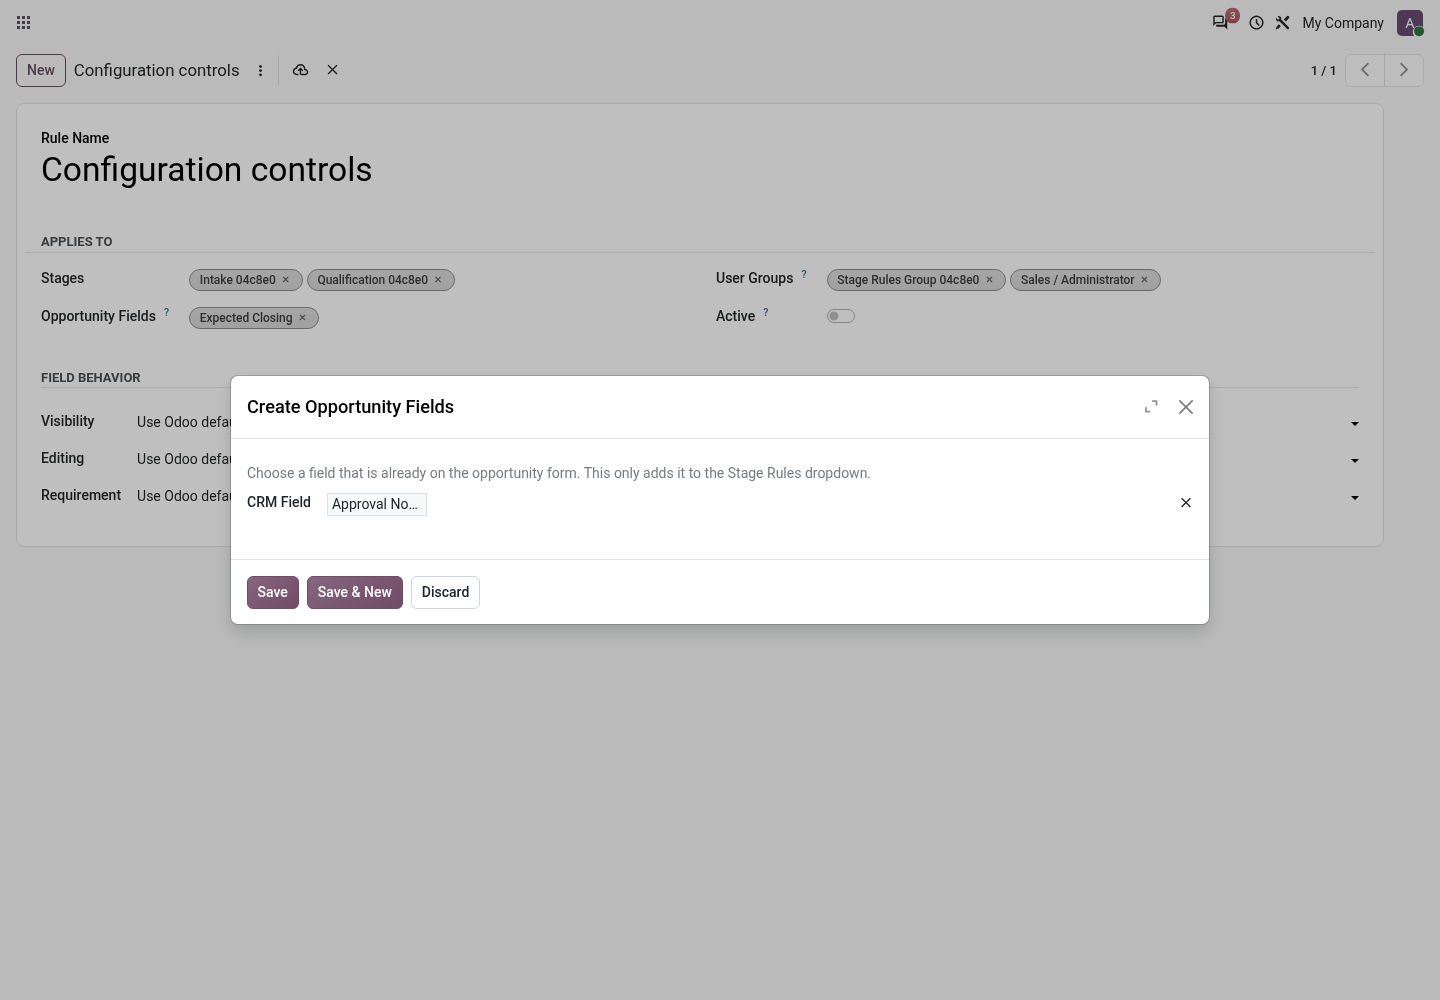 3
My Company
A
New
Configuration controls
1 / 1
Rule Name
Configuration controls
APPLIES TO
Stages
Intake 04c8e0 ×
Qualification 04c8e0 ×
User Groups ?
Stage Rules Group 04c8e0 ×
Sales / Administrator ×
Opportunity Fields ?
Expected Closing ×
Active ?
FIELD BEHAVIOR
Visibility
Use Odoo defau
Editing
Use Odoo defau
Requirement
Use Odoo defau
Create Opportunity Fields
Choose a field that is already on the opportunity form. This only adds it to the Stage Rules dropdown.
CRM Field
Approval No...
Save
Save & New
Discard